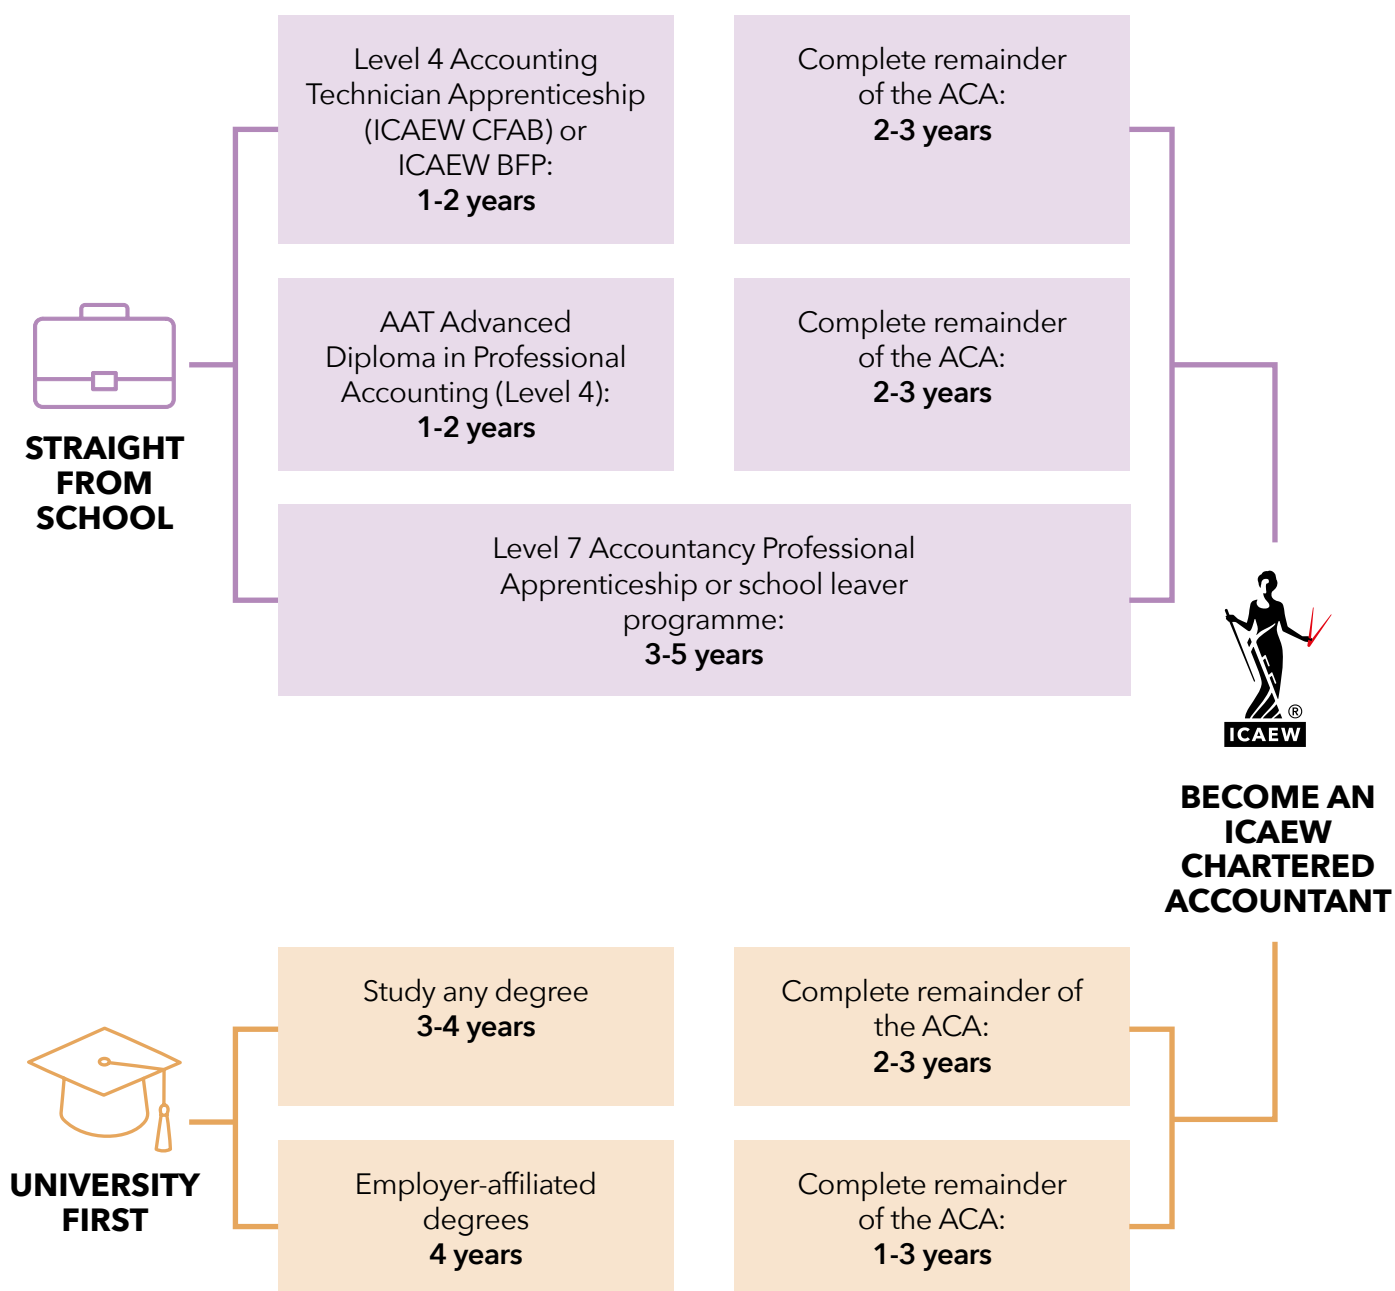 Level 4 Accounting
Technician Apprenticeship
(ICAEW CFAB) or
ICAEW BFP:
1-2 years
Complete remainder
of the ACA:
2-3 years
AAT Advanced
Diploma in Professional
Accounting (Level 4):
1-2 years
Complete remainder
of the ACA:
2-3 years
STRAIGHT
FROM
SCHOOL
Level 7 Accountancy Professional
Apprenticeship or school leaver
programme:
3-5 years
®
ICAEW
BECOME AN
ICAEW
CHARTERED
ACCOUNTANT
Study any degree
3-4 years
Complete remainder of
the ACA:
2-3 years
UNIVERSITY
FIRST
Employer-affiliated
degrees
4 years
Complete remainder
of the ACA:
1-3 years